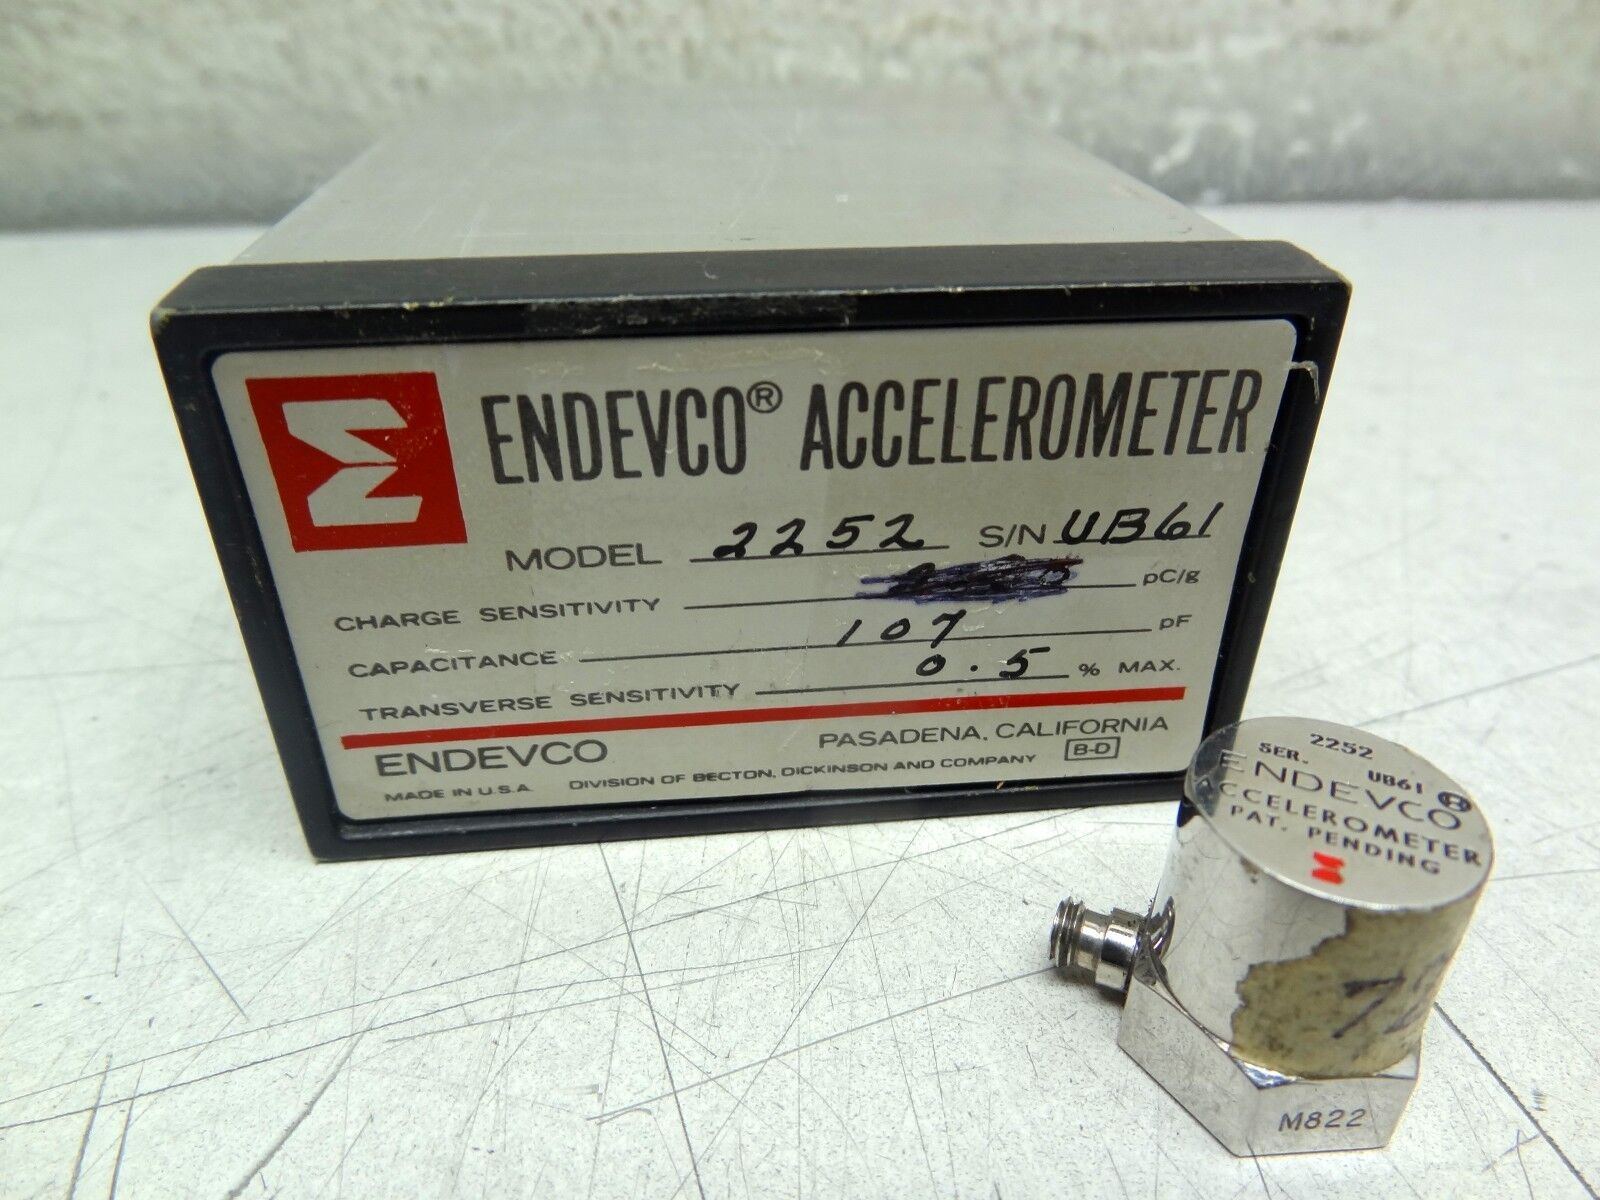 ENDEVCO® ACCELEROMETER
MODEL 2252 S/N UB61
CHARGE SENSITIVITY pC/g
CAPACITANCE 107 pF
TRANSVERSE SENSITIVITY 0.5 % MAX.
ENDEVCO PASADENA, CALIFORNIA
MADE IN U.S.A. DIVISION OF BECTON, DICKINSON AND COMPANY B-D
2252
SER. UB61
ENDEVCO ®
ACCELEROMETER
PAT. PENDING
M822